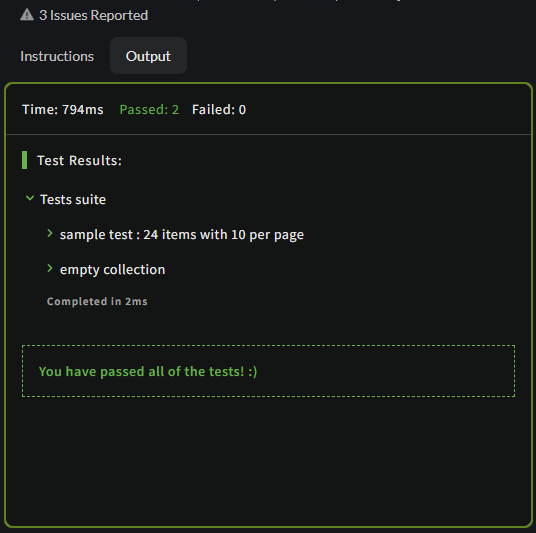 3 Issues Reported
Instructions Output
Time: 794ms Passed: 2 Failed: 0
Test Results:
Tests suite
sample test : 24 items with 10 per page
empty collection
Completed in 2ms
You have passed all of the tests! :)